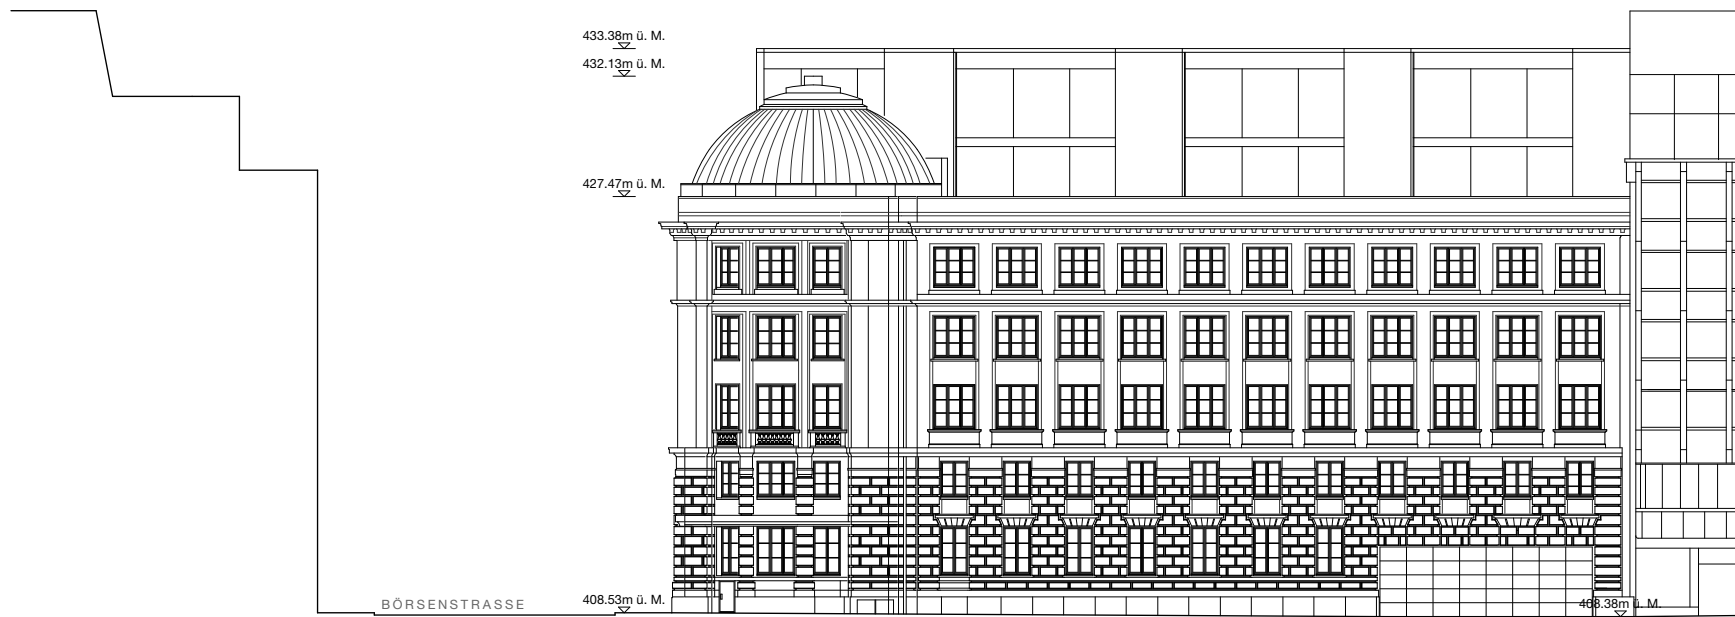 433.38m ü. M.
432.13m ü. M.
427.47m ü. M.
BÖRSENSTRASSE
408.53m ü. M.
408.38m ü. M.